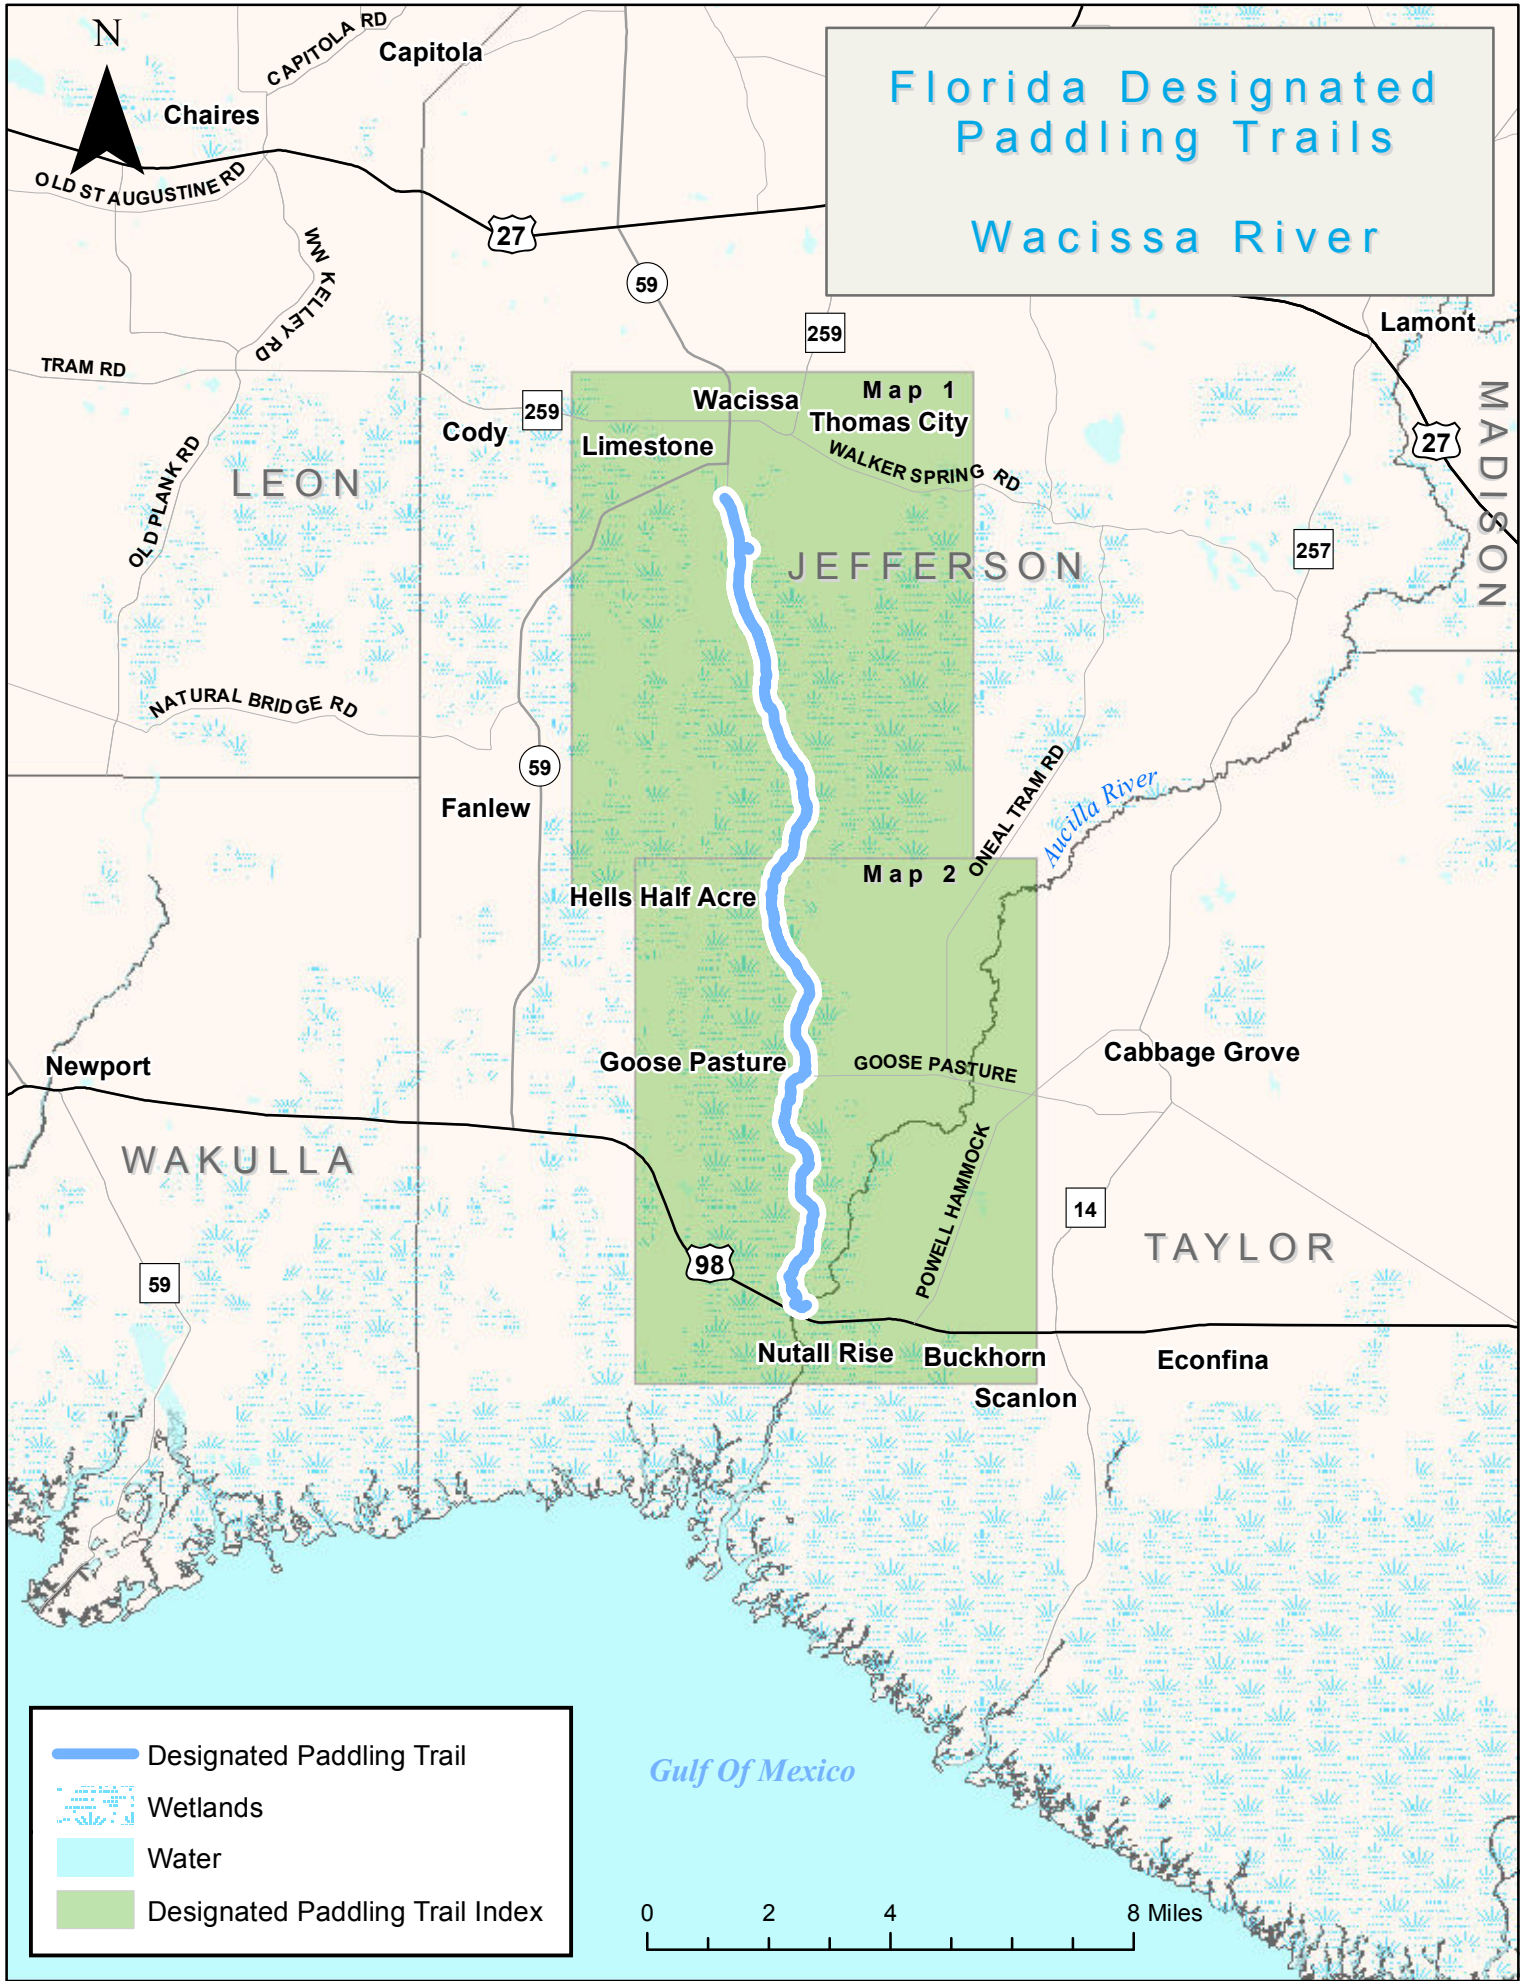 N
CAPITOLA RD
Capitola
Chaires
OLD ST AUGUSTINE RD
Florida Designated
Paddling Trails
Wacissa River
27
WW KELLEY RD
59
259
Lamont
TRAM RD
MADISON
Wacissa
Map 1
259
Cody
Thomas City
Limestone
27
WALKER SPRING RD
LEON
OLD PLANK RD
257
JEFFERSON
NATURAL BRIDGE RD
59
Fanlew
ONEAL TRAM RD
Aucilla River
Map 2
Hells Half Acre
Newport
Goose Pasture
GOOSE PASTURE
Cabbage Grove
WAKULLA
POWELL HAMMOCK
14
TAYLOR
98
59
Nutall Rise
Buckhorn
Econfina
Scanlon
Gulf Of Mexico
Designated Paddling Trail
Wetlands
Water
Designated Paddling Trail Index
0 2 4 8 Miles